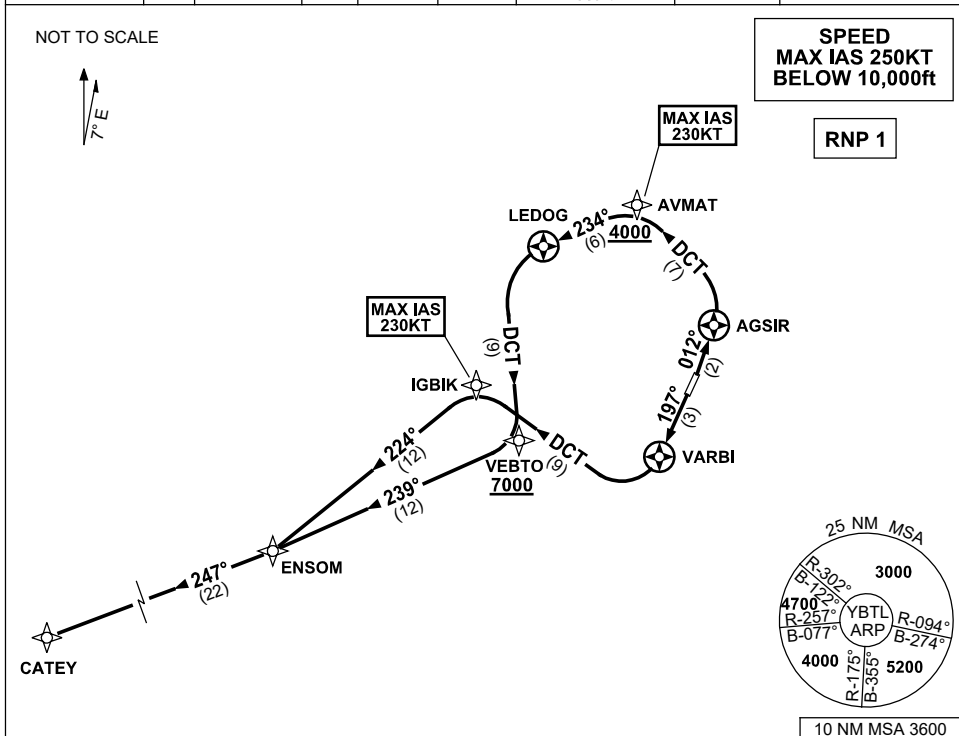 NOT TO SCALE
7° E
SPEED
MAX IAS 250KT
BELOW 10,000ft
RNP 1
MAX IAS
230KT
AVMAT
LEDOG
234°
(6)
4000
DCT
(7)
AGSIR
012°
(2)
197°
(3)
VARBI
DCT
(9)
MAX IAS
230KT
IGBIK
DCT
(9)
VEBTO
7000
224°
(12)
239°
(12)
ENSOM
247°
(22)
CATEY
25 NM MSA
R-302°
B-122°
3000
4700
R-257°
B-077°
YBTL
ARP
R-094°
B-274°
4000
R-175°
B-355°
5200
10 NM MSA 3600